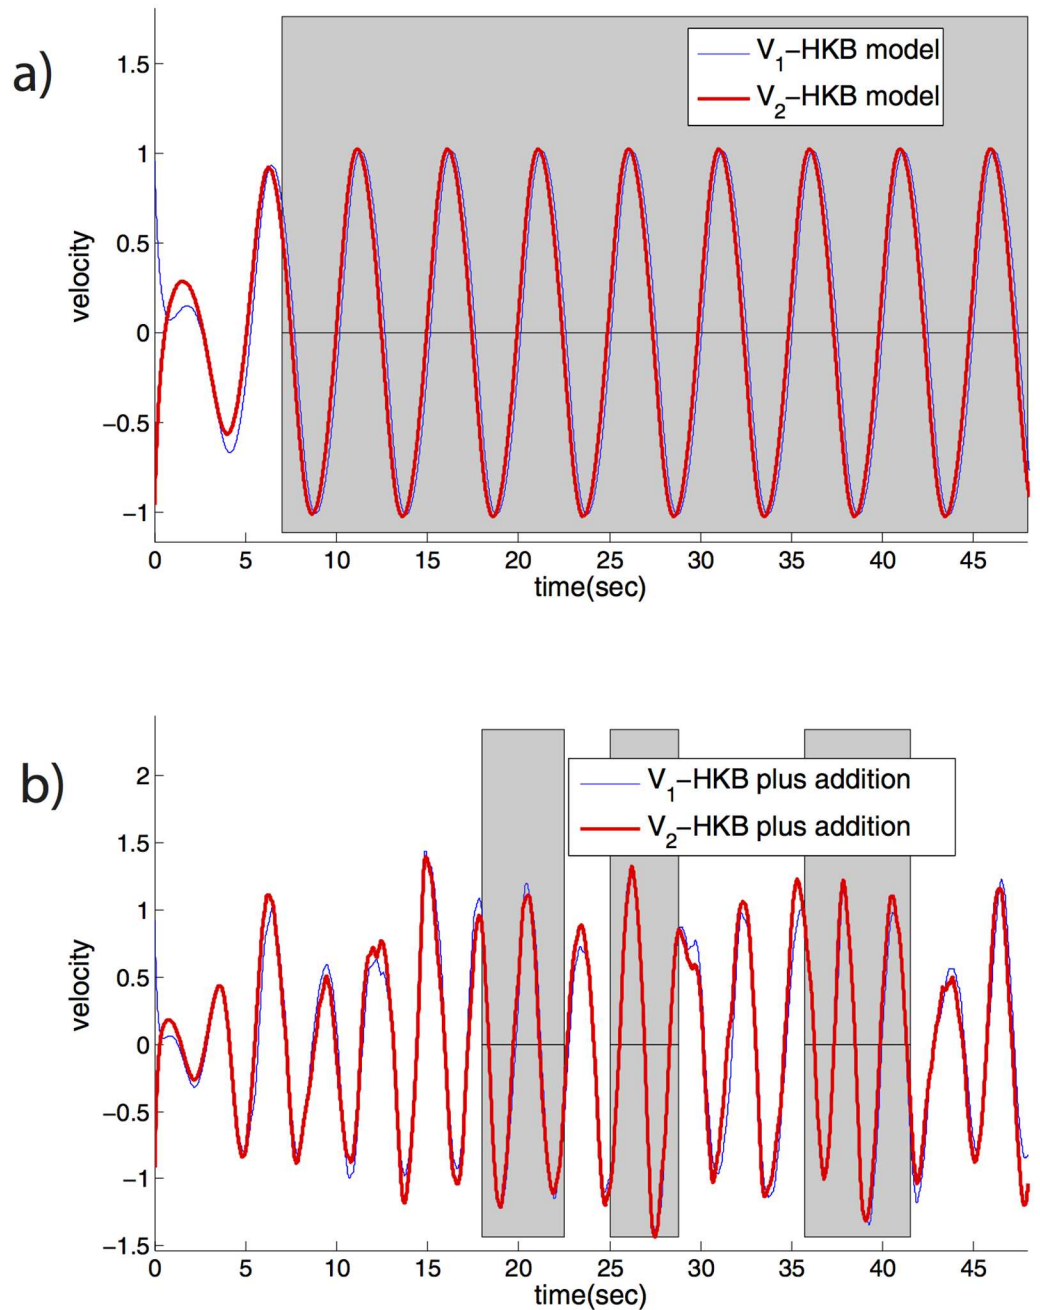 a)
V1–HKB model
V2–HKB model
1.5
1
0.5
0
−0.5
−1
velocity
0 5 10 15 20 25 30 35 40 45
time(sec)
b)
V1–HKB plus addition
V2–HKB plus addition
2
1.5
1
0.5
0
−0.5
−1
−1.5
velocity
0 5 10 15 20 25 30 35 40 45
time(sec)